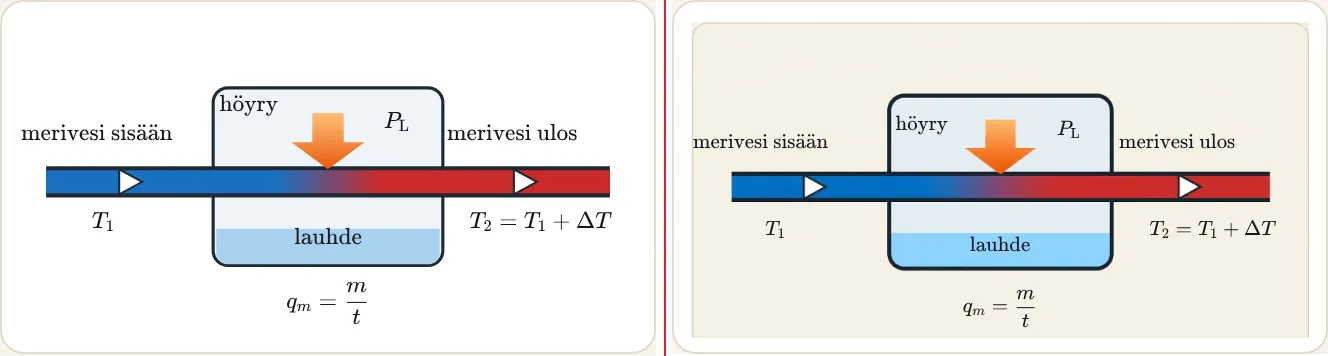 höyry
P_L
merivesi sisään
merivesi ulos
T_1
T_2 = T_1 + ΔT
lauhde
q_m = m/t
höyry
P_L
merivesi sisään
merivesi ulos
T_1
T_2 = T_1 + ΔT
lauhde
q_m = m/t